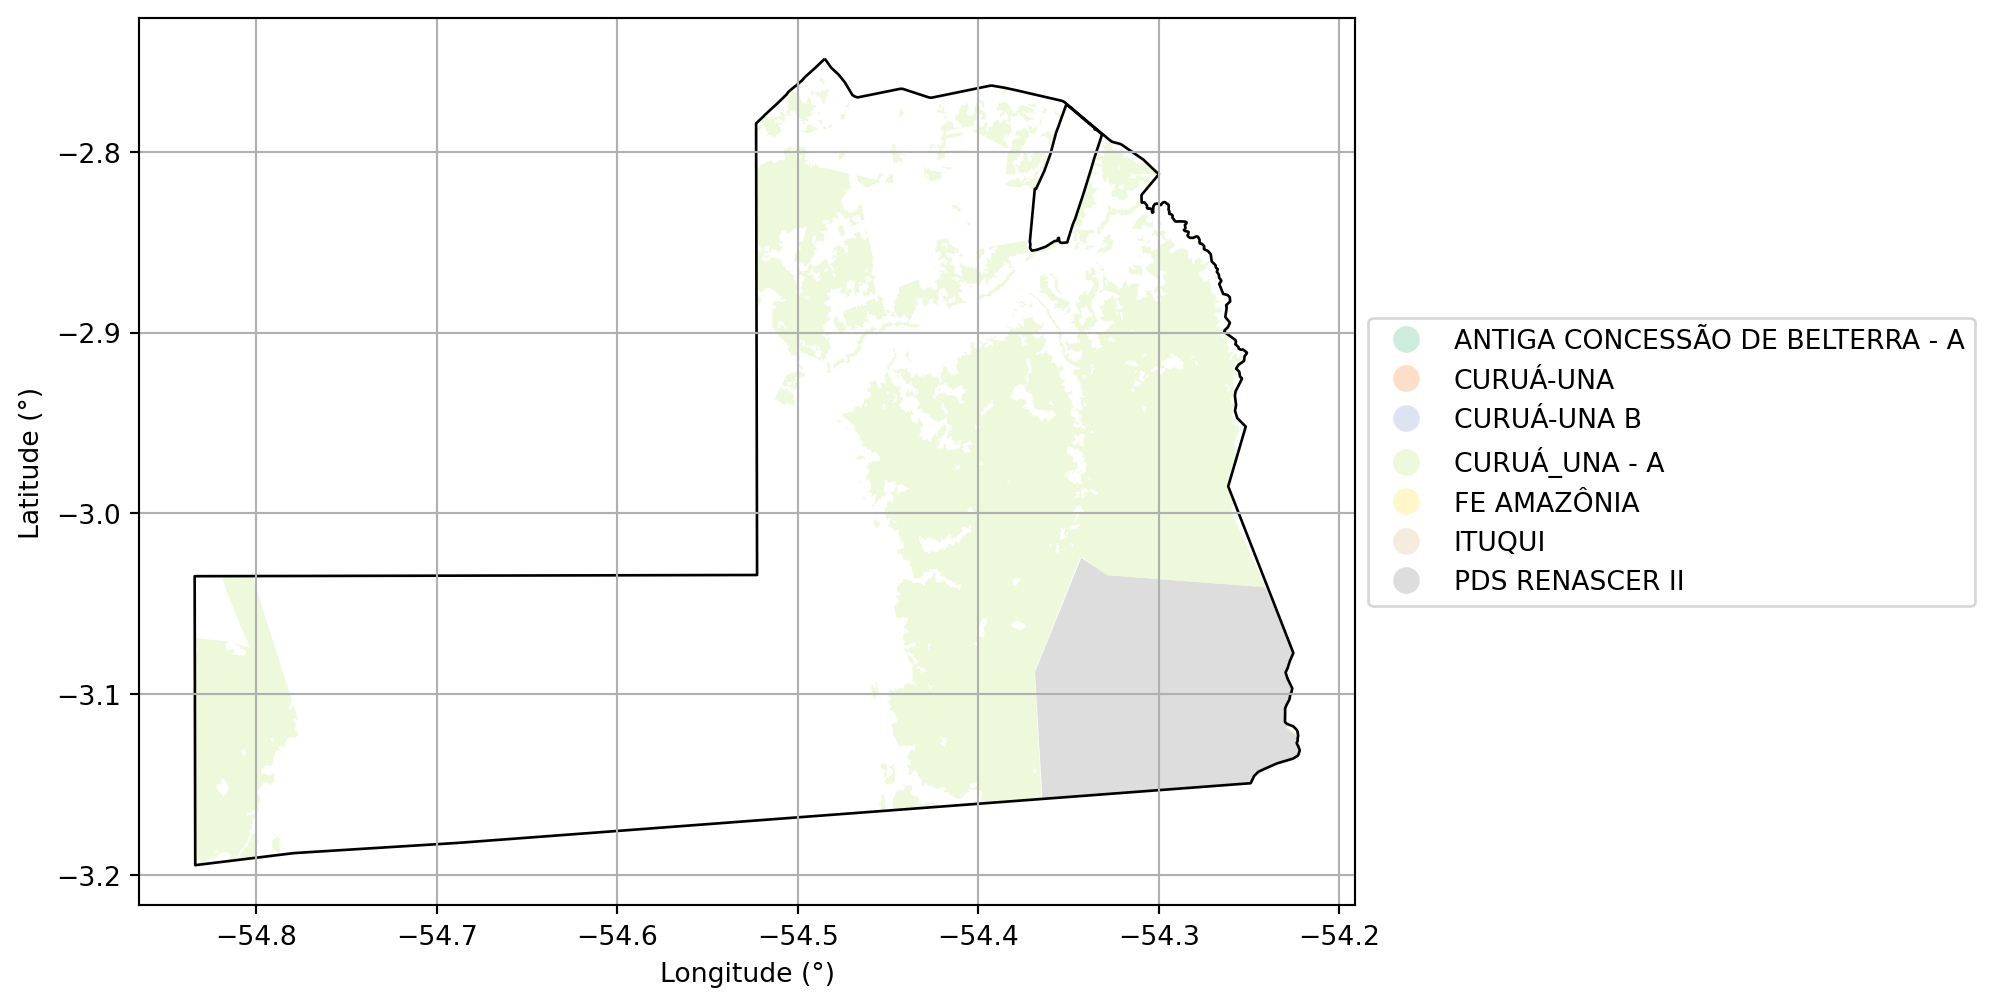 −2.8
−2.9
−3.0
−3.1
−3.2
Latitude (°)
−54.8
−54.7
−54.6
−54.5
−54.4
−54.3
−54.2
Longitude (°)
ANTIGA CONCESSÃO DE BELTERRA - A
CURUÁ-UNA
CURUÁ-UNA B
CURUÁ_UNA - A
FE AMAZÔNIA
ITUQUI
PDS RENASCER II